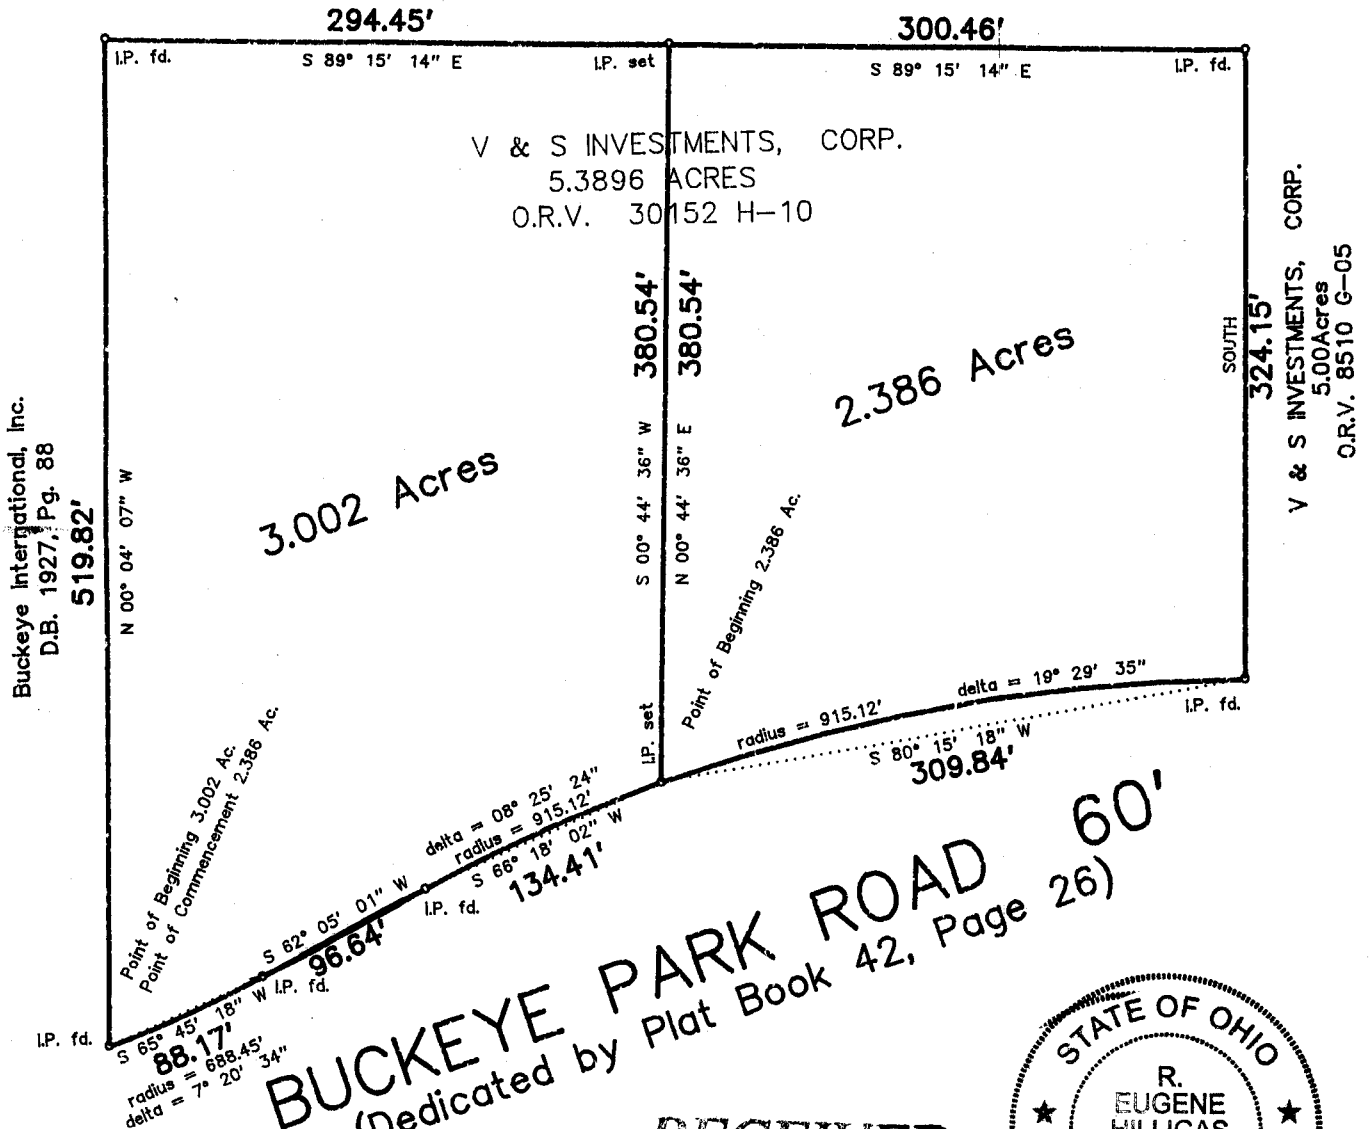 294.45'
300.46'
I.P. fd.
S 89° 15' 14" E
I.P. set
S 89° 15' 14" E
I.P. fd.
V & S INVESTMENTS, CORP.
5.3896 ACRES
O.R.V. 30152 H-10
Buckeye International, Inc.
D.B. 1927, Pg. 88
519.82'
N 00° 04' 07" W
3.002 Acres
380.54'
S 00° 44' 36" W
380.54'
N 00° 44' 36" E
2.386 Acres
SOUTH
324.15'
V & S INVESTMENTS, CORP.
5.00Acres
O.R.V. 8510 G-05
I.P. set
Point of Beginning 2.386 Ac.
radius = 915.12'
delta = 19° 29' 35"
S 80° 15' 18" W
309.84'
I.P. fd.
Point of Beginning 3.002 Ac.
Point of Commencement 2.386 Ac.
delta = 08° 25' 24"
radius = 915.12'
S 66° 18' 02" W
134.41'
I.P. fd.
S 62° 05' 01" W
96.64'
I.P. fd.
I.P. fd.
S 65° 45' 18" W
88.17'
radius = 688.45'
delta = 7° 20' 34"
BUCKEYE PARK ROAD 60'
(Dedicated by Plat Book 42, Page 26)
STATE OF OHIO
R.
EUGENE
HILLIGAS
RECEIVED